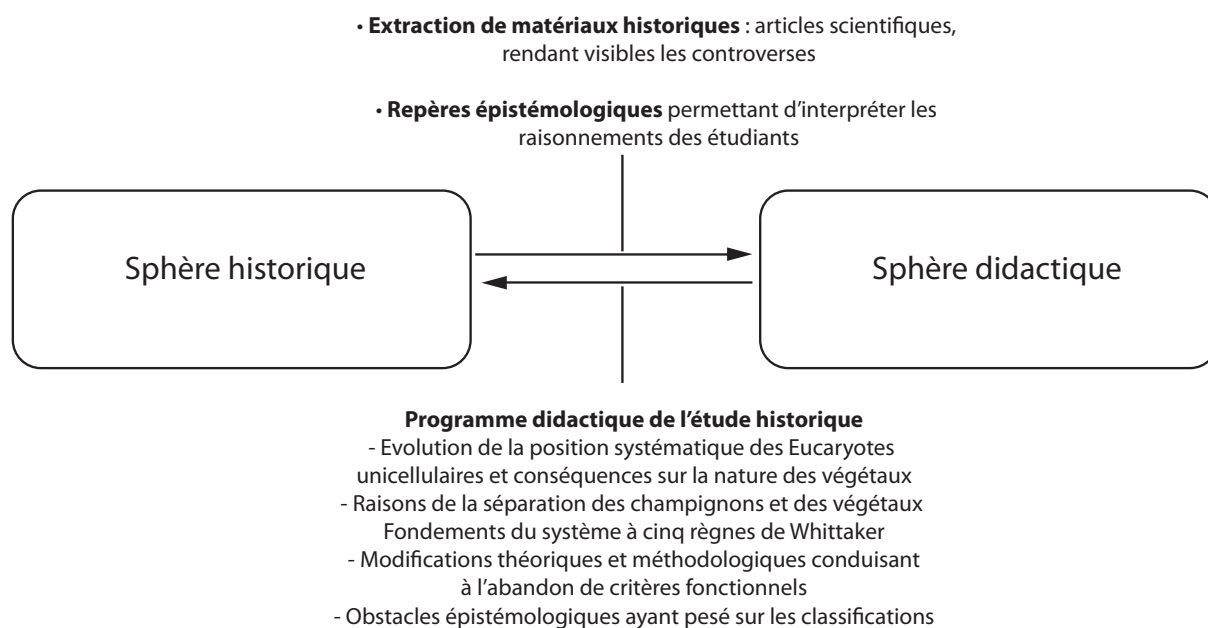 • Extraction de matériaux historiques : articles scientifiques,
rendant visibles les controverses
• Repères épistémologiques permettant d’interpréter les
raisonnements des étudiants
Sphère historique
Sphère didactique
Programme didactique de l’étude historique
- Evolution de la position systématique des Eucaryotes
unicellulaires et conséquences sur la nature des végétaux
- Raisons de la séparation des champignons et des végétaux
Fondements du système à cinq règnes de Whittaker
- Modifications théoriques et méthodologiques conduisant
à l’abandon de critères fonctionnels
- Obstacles épistémologiques ayant pesé sur les classifications